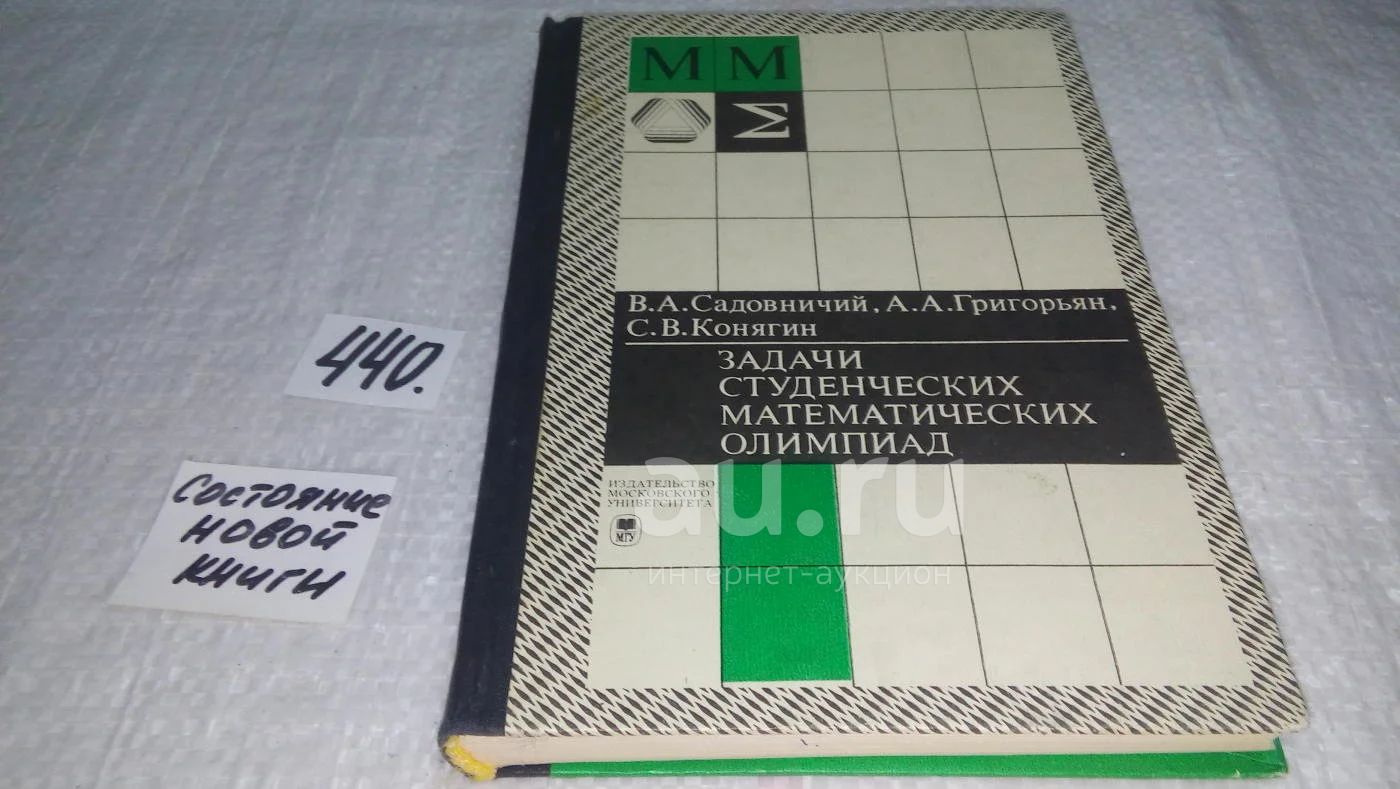 М М
Σ
В.А.Садовничий, А.А.Григорьян,
С.В.Конягин
ЗАДАЧИ
СТУДЕНЧЕСКИХ
МАТЕМАТИЧЕСКИХ
ОЛИМПИАД
ИЗДАТЕЛЬСТВО
МОСКОВСКОГО
УНИВЕРСИТЕТА
МГУ
440.
Состояние
новой
книги
au.ru
интернет-аукцион